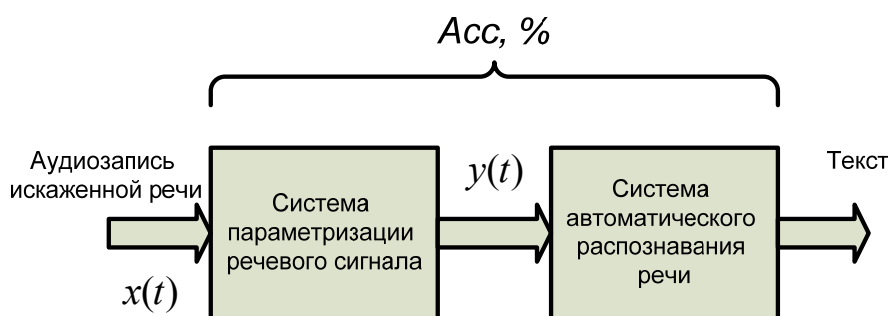 Acc, %
Аудиозапись
искаженной речи
x(t)
Система
параметризации
речевого сигнала
y(t)
Система
автоматического
распознавания
речи
Текст